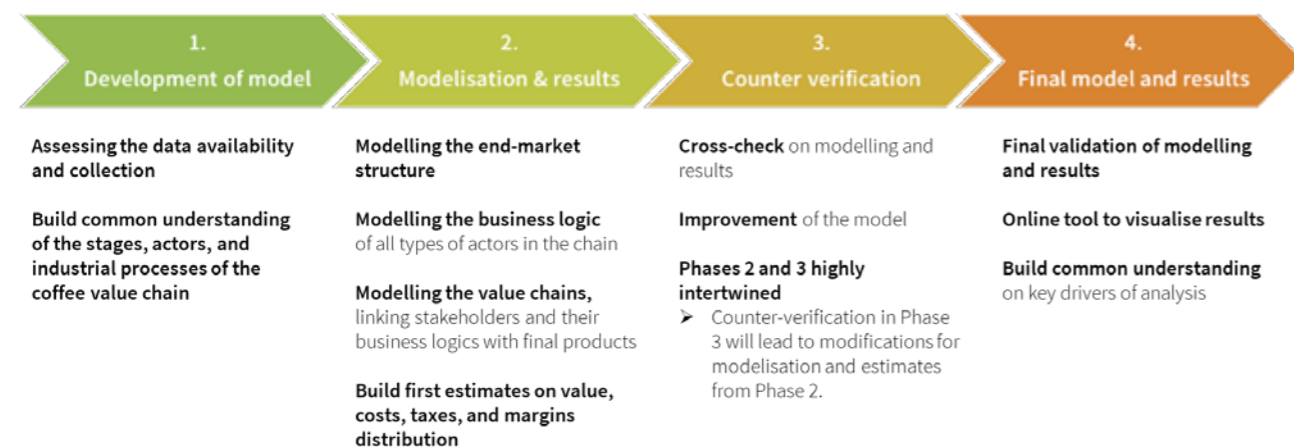 1.
Development of model
2.
Modelisation & results
3.
Counter verification
4.
Final model and results
Assessing the data availability
and collection
Build common understanding
of the stages, actors, and
industrial processes of the
coffee value chain
Modelling the end-market
structure
Modelling the business logic
of all types of actors in the chain
Modelling the value chains,
linking stakeholders and their
business logics with final products
Build first estimates on value,
costs, taxes, and margins
distribution
Cross-check on modelling and
results
Improvement of the model
Phases 2 and 3 highly
intertwined
➤ Counter-verification in Phase
3 will lead to modifications for
modelisation and estimates
from Phase 2.
Final validation of modelling
and results
Online tool to visualise results
Build common understanding
on key drivers of analysis